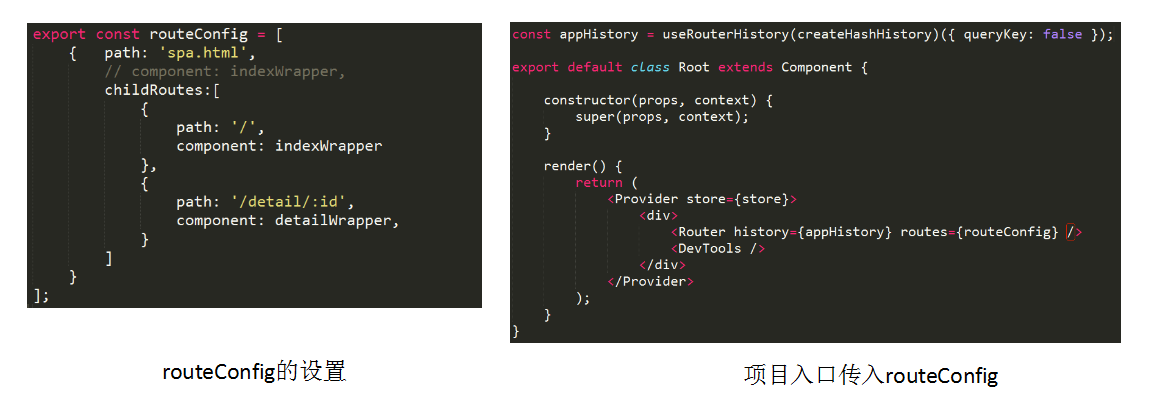 export const routeConfig = [
    {   path: 'spa.html',
        // component: indexWrapper,
        childRoutes:[
            {
                path: '/',
                component: indexWrapper
            },
            {
                path: '/detail/:id',
                component: detailWrapper,
            }
        ]
    }
];
routeConfig的设置
const appHistory = useRouterHistory(createHashHistory)({ queryKey: false });
export default class Root extends Component {
    constructor(props, context) {
        super(props, context);
    }
    render() {
        return (
            <Provider store={store}>
                <div>
                    <Router history={appHistory} routes={routeConfig} />
                    <DevTools />
                </div>
            </Provider>
        );
    }
}
项目入口传入routeConfig